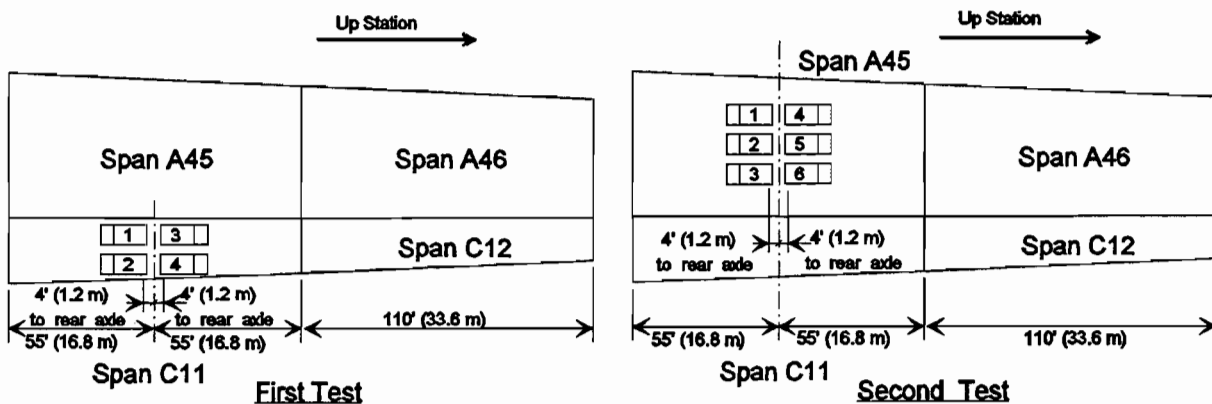 Up Station
Span A45
Span A46
1
3
2
4
Span C12
4' (1.2 m)
to rear axle
4' (1.2 m)
to rear axle
55' (16.8 m)
55' (16.8 m)
110' (33.6 m)
Span C11
First Test
Up Station
Span A45
1
4
2
5
3
6
Span A46
4' (1.2 m)
to rear axle
4' (1.2 m)
to rear axle
Span C12
55' (16.8 m)
55' (16.8 m)
110' (33.6 m)
Span C11
Second Test